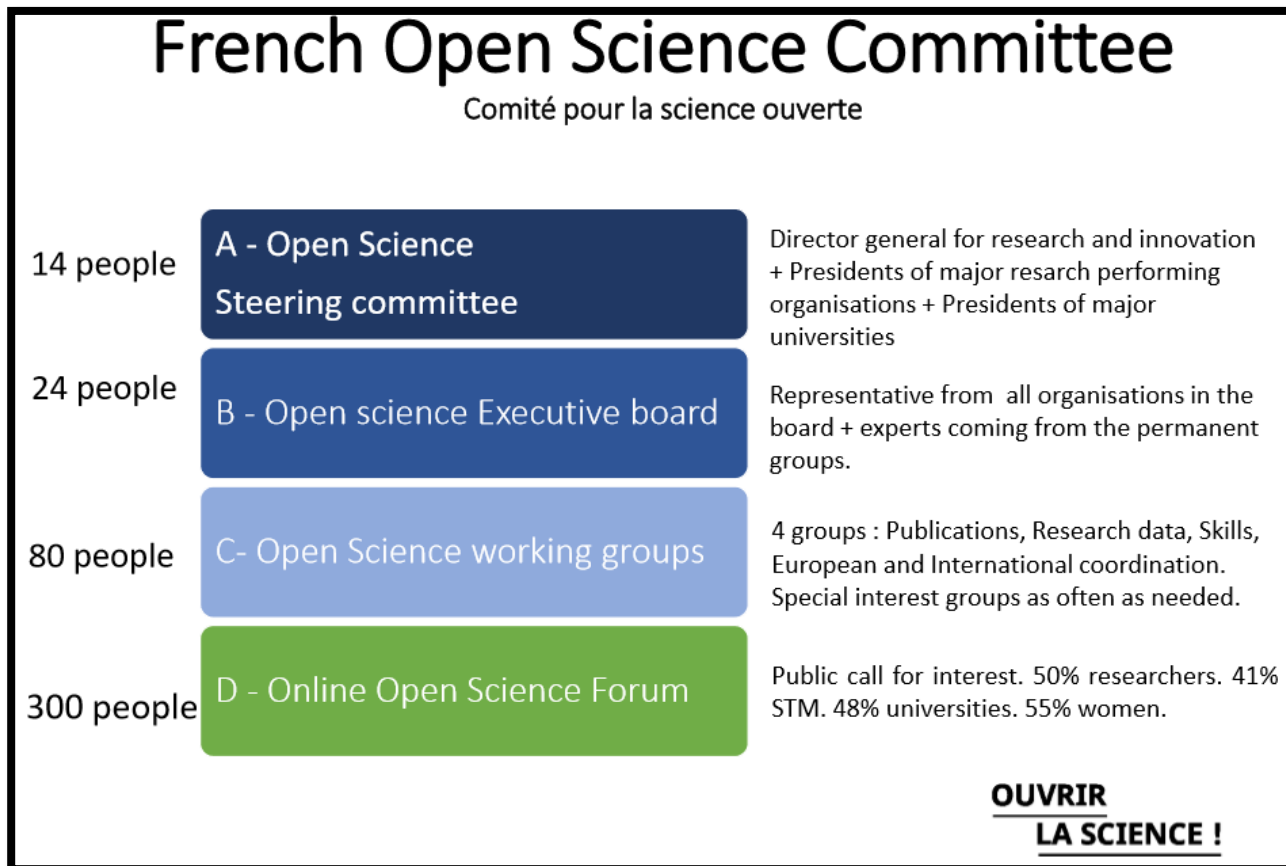 French Open Science Committee
Comité pour la science ouverte
14 people
A - Open Science
Steering committee
Director general for research and innovation
+ Presidents of major resarch performing
organisations + Presidents of major
universities
24 people
B - Open science Executive board
Representative from all organisations in the
board + experts coming from the permanent
groups.
80 people
C- Open Science working groups
4 groups : Publications, Research data, Skills,
European and International coordination.
Special interest groups as often as needed.
300 people
D - Online Open Science Forum
Public call for interest. 50% researchers. 41%
STM. 48% universities. 55% women.
OUVRIR
LA SCIENCE !